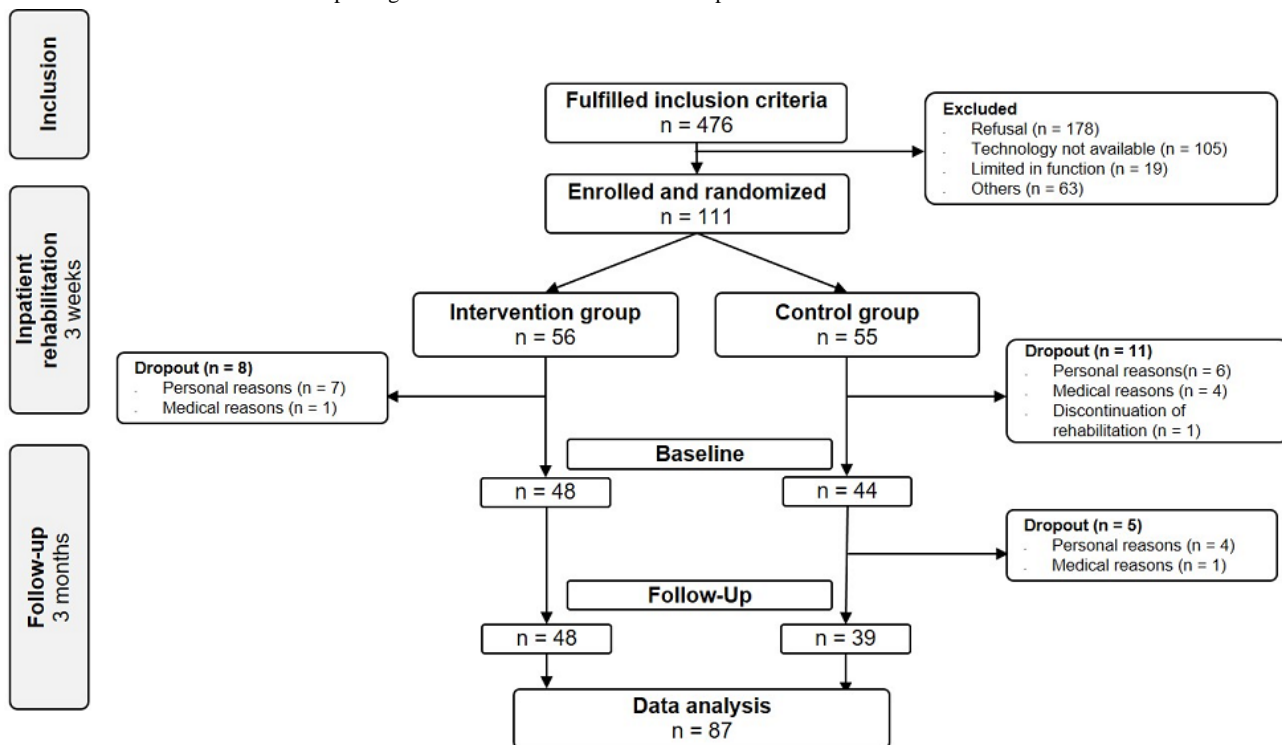 Inclusion
Fulfilled inclusion criteria
n = 476
Excluded
. Refusal (n = 178)
. Technology not available (n = 105)
. Limited in function (n = 19)
. Others (n = 63)
Enrolled and randomized
n = 111
Inpatient
rehabilitation
3 weeks
Intervention group
n = 56
Control group
n = 55
Dropout (n = 8)
. Personal reasons (n = 7)
. Medical reasons (n = 1)
Dropout (n = 11)
. Personal reasons(n = 6)
. Medical reasons (n = 4)
. Discontinuation of
rehabilitation (n = 1)
Baseline
n = 48
n = 44
Follow-up
3 months
Dropout (n = 5)
. Personal reasons (n = 4)
. Medical reasons (n = 1)
Follow-Up
n = 48
n = 39
Data analysis
n = 87